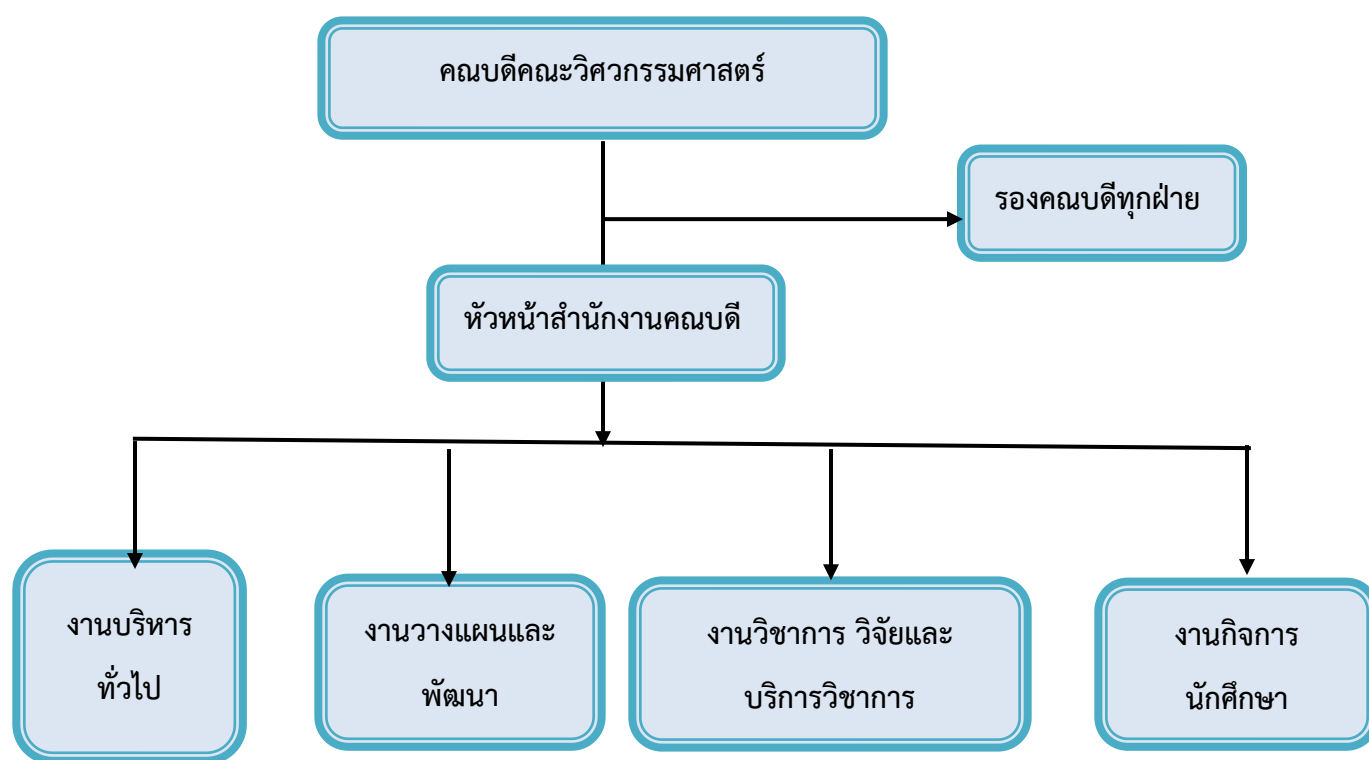 คณบดีคณะวิศวกรรมศาสตร์
รองคณบดีทุกฝ่าย
หัวหน้าสำนักงานคณบดี
งานบริหาร
ทั่วไป
งานวางแผนและ
พัฒนา
งานวิชาการ วิจัยและ
บริการวิชาการ
งานกิจการ
นักศึกษา